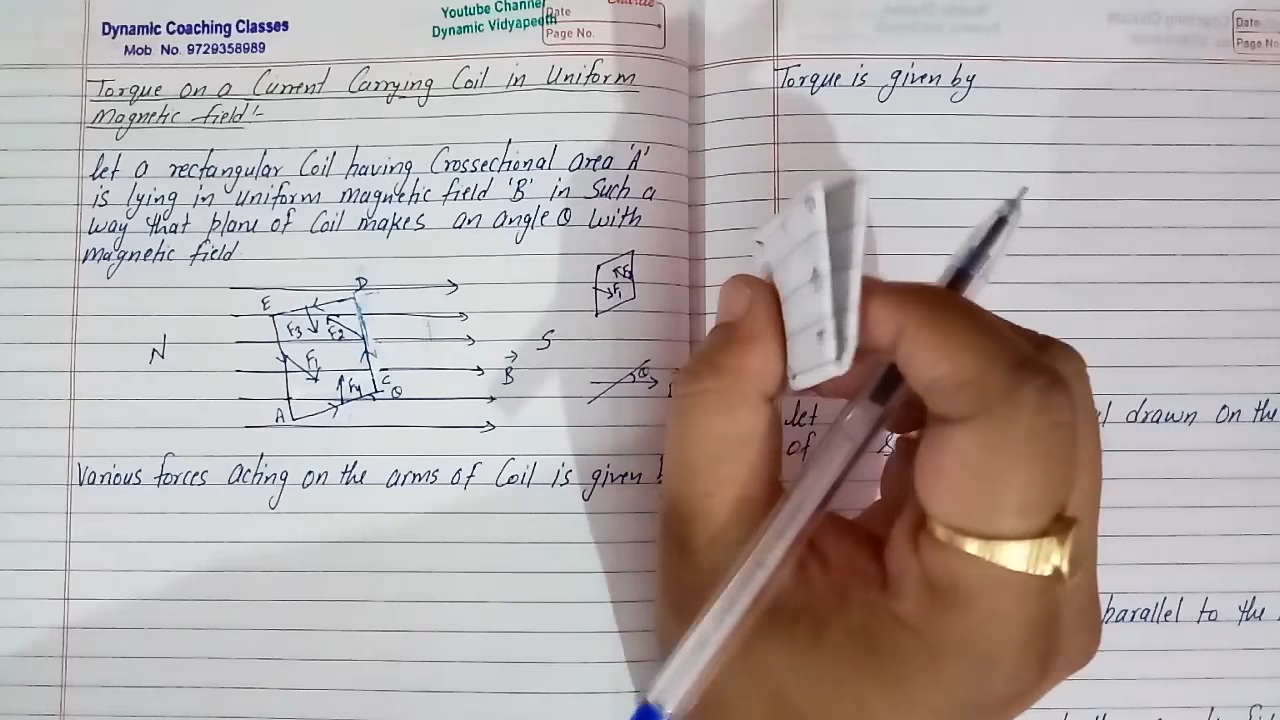 Dynamic Coaching Classes
Mob. No. 9729358989
Youtube Channel
Dynamic Vidyapeeth
Date
Page No.
Date
Page No
Torque on a Current Carrying Coil in Uniform
Magnetic field:-
let a rectangular Coil having Crossectional area 'A'
is lying in uniform magnetic field 'B' in Such a
way that plane of Coil makes an angle θ with
magnetic field.
E D
F3 F2
F1
F4 C θ
A
N
S
B
F1
θ
Various forces acting on the arms of Coil is given
Torque is given by
let drawn on the
of
parallel to the